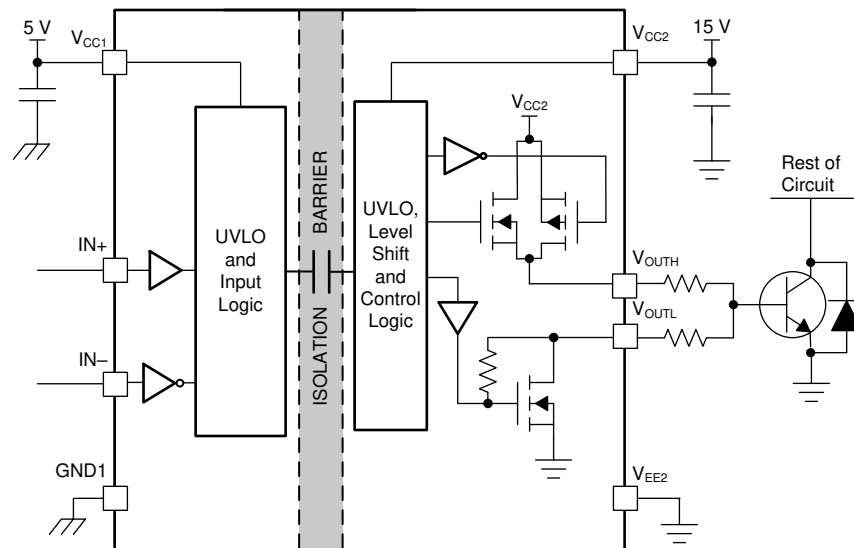 5 V
VCC1
VCC2
15 V
VCC2
ISOLATION BARRIER
UVLO
and
Input
Logic
UVLO,
Level
Shift
and
Control
Logic
Rest of
Circuit
IN+
VOUTH
VOUTL
IN–
GND1
VEE2